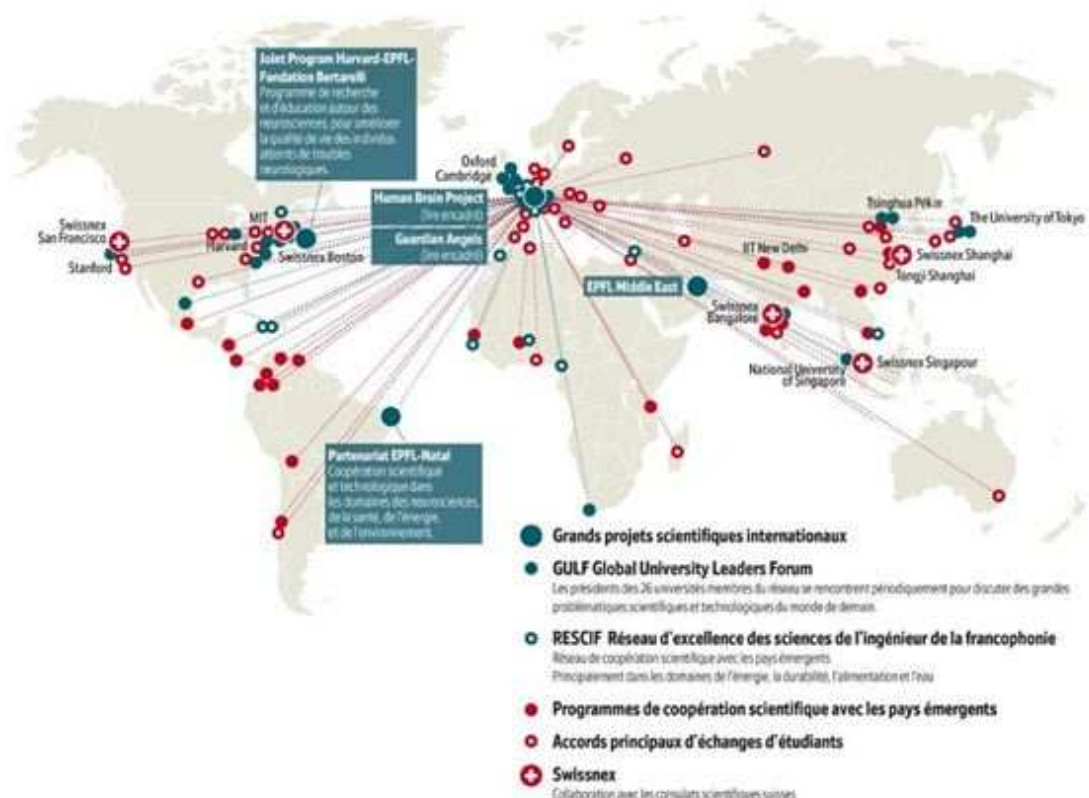 Joint Program Harvard-EPFL-
Fondation Bertarelli
Programme de recherche
et d'éducation autour des
neurosciences, pour améliorer
la qualité de vie des individus
atteints de troubles
neurologiques.
Oxford
Cambridge
Human Brain Project
(lire encadré)
Guardian Angels
(lire encadré)
Swissnex
San Francisco
Stanford
MIT
Harvard
Swissnex Boston
Tsinghua Pékin
The University of Tokyo
IIT New Delhi
Swissnex Shanghai
Tongji Shanghai
EPFL Middle East
Swissnex
Bangalore
National University
of Singapore
Swissnex Singapour
Partenariat EPFL-Natal
Coopération scientifique
et technologique dans
les domaines des neurosciences,
de la santé, de l'énergie,
et de l'environnement.
Grands projets scientifiques internationaux
GULF Global University Leaders Forum
Les présidents des 26 universités membres du réseau se rencontrent périodiquement pour discuter des grandes
problématiques scientifiques et technologiques du monde de demain.
RESCIF Réseau d'excellence des sciences de l'ingénieur de la francophonie
Réseau de coopération scientifique avec les pays émergents
Principalement dans les domaines de l'énergie, la durabilité, l'alimentation et l'eau
Programmes de coopération scientifique avec les pays émergents
Accords principaux d'échanges d'étudiants
Swissnex
Collaboration avec les consulats scientifiques suisses